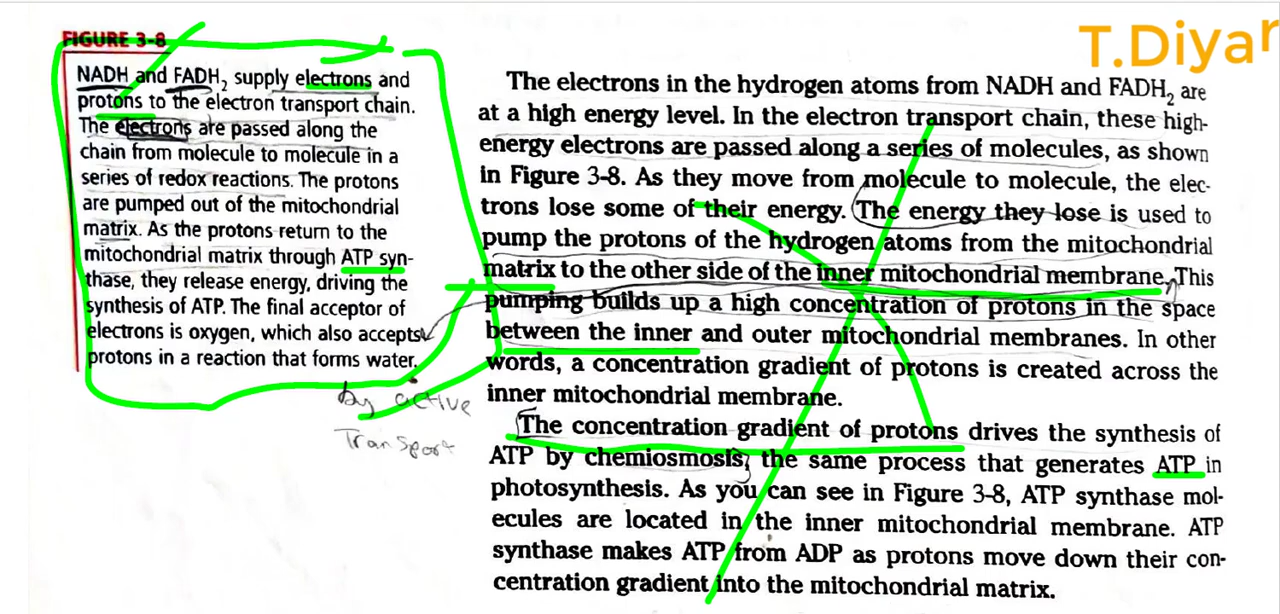 T.Diyar
FIGURE 3-8
NADH and FADH₂ supply electrons and
protons to the electron transport chain.
The electrons are passed along the
chain from molecule to molecule in a
series of redox reactions. The protons
are pumped out of the mitochondrial
matrix. As the protons return to the
mitochondrial matrix through ATP syn-
thase, they release energy, driving the
synthesis of ATP. The final acceptor of
electrons is oxygen, which also accepts
protons in a reaction that forms water.
by active
Transport
The electrons in the hydrogen atoms from NADH and FADH₂ are
at a high energy level. In the electron transport chain, these high-
energy electrons are passed along a series of molecules, as shown
in Figure 3-8. As they move from molecule to molecule, the elec-
trons lose some of their energy. The energy they lose is used to
pump the protons of the hydrogen atoms from the mitochondrial
matrix to the other side of the inner mitochondrial membrane. This
pumping builds up a high concentration of protons in the space
between the inner and outer mitochondrial membranes. In other
words, a concentration gradient of protons is created across the
inner mitochondrial membrane.
The concentration gradient of protons drives the synthesis of
ATP by chemiosmosis, the same process that generates ATP in
photosynthesis. As you can see in Figure 3-8, ATP synthase mol-
ecules are located in the inner mitochondrial membrane. ATP
synthase makes ATP from ADP as protons move down their con-
centration gradient into the mitochondrial matrix.